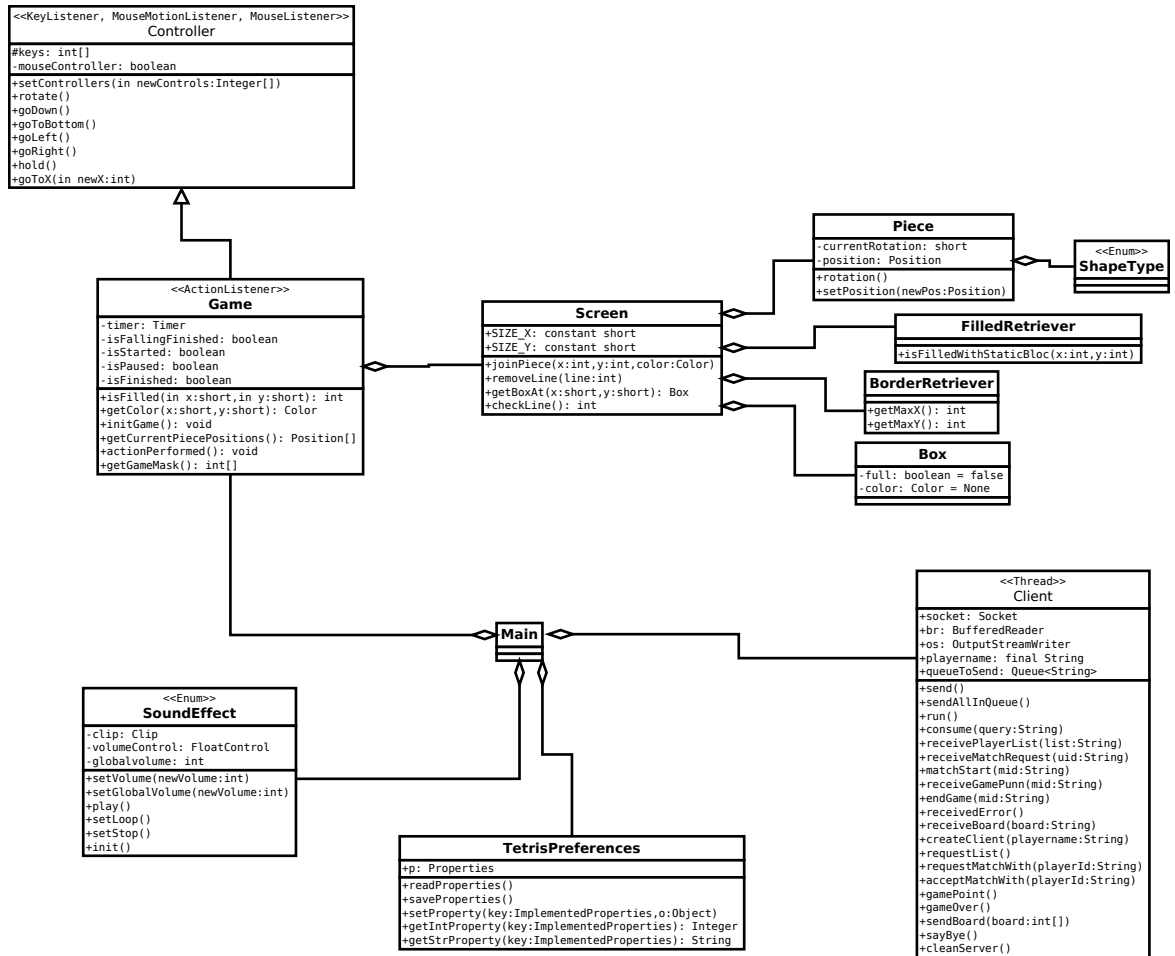 <<KeyListener, MouseMotionListener, MouseListener>>
Controller
#keys: int[]
-mouseController: boolean
+setControllers(in newControls:Integer[])
+rotate()
+goDown()
+goToBottom()
+goLeft()
+goRight()
+hold()
+goToX(in newX:int)
<<ActionListener>>
Game
-timer: Timer
-isFallingFinished: boolean
-isStarted: boolean
-isPaused: boolean
-isFinished: boolean
+isFilled(in x:short,in y:short): int
+getColor(x:short,y:short): Color
+initGame(): void
+getCurrentPiecePositions(): Position[]
+actionPerformed(): void
+getGameMask(): int[]
Screen
+SIZE_X: constant short
+SIZE_Y: constant short
+joinPiece(x:int,y:int,color:Color)
+removeLine(line:int)
+getBoxAt(x:short,y:short): Box
+checkLine(): int
Piece
-currentRotation: short
-position: Position
+rotation()
+setPosition(newPos:Position)
<<Enum>>
ShapeType
FilledRetriever
+isFilledWithStaticBloc(x:int,y:int)
BorderRetriever
+getMaxX(): int
+getMaxY(): int
Box
-full: boolean = false
-color: Color = None
Main
<<Enum>>
SoundEffect
-clip: Clip
-volumeControl: FloatControl
-globalvolume: int
+setVolume(newVolume:int)
+setGlobalVolume(newVolume:int)
+play()
+setLoop()
+setStop()
+init()
TetrisPreferences
+p: Properties
+readProperties()
+saveProperties()
+setProperty(key:ImplementedProperties,o:Object)
+getIntProperty(key:ImplementedProperties): Integer
+getStrProperty(key:ImplementedProperties): String
<<Thread>>
Client
+socket: Socket
+br: BufferedReader
+os: OutputStreamWriter
+playername: final String
+queueToSend: Queue<String>
+send()
+sendAllInQueue()
+run()
+consume(query:String)
+receivePlayerList(list:String)
+receiveMatchRequest(uid:String)
+matchStart(mid:String)
+receiveGamePunn(mid:String)
+endGame(mid:String)
+receivedError()
+receiveBoard(board:String)
+createClient(playername:String)
+requestList()
+requestMatchWith(playerId:String)
+acceptMatchWith(playerId:String)
+gamePoint()
+gameOver()
+sendBoard(board:int[])
+sayBye()
+cleanServer()